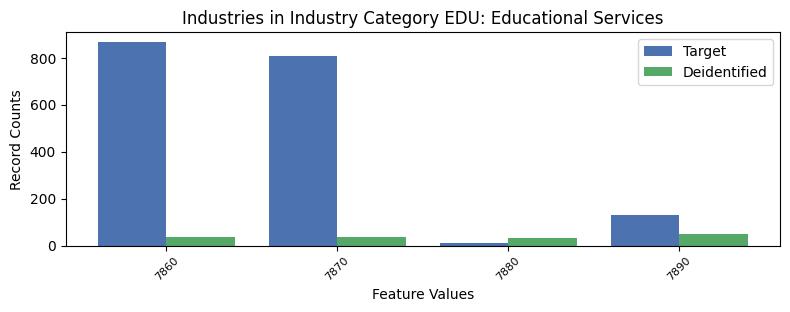 Industries in Industry Category EDU: Educational Services
Target
Deidentified
Record Counts
800
600
400
200
0
7860
7870
7880
7890
Feature Values